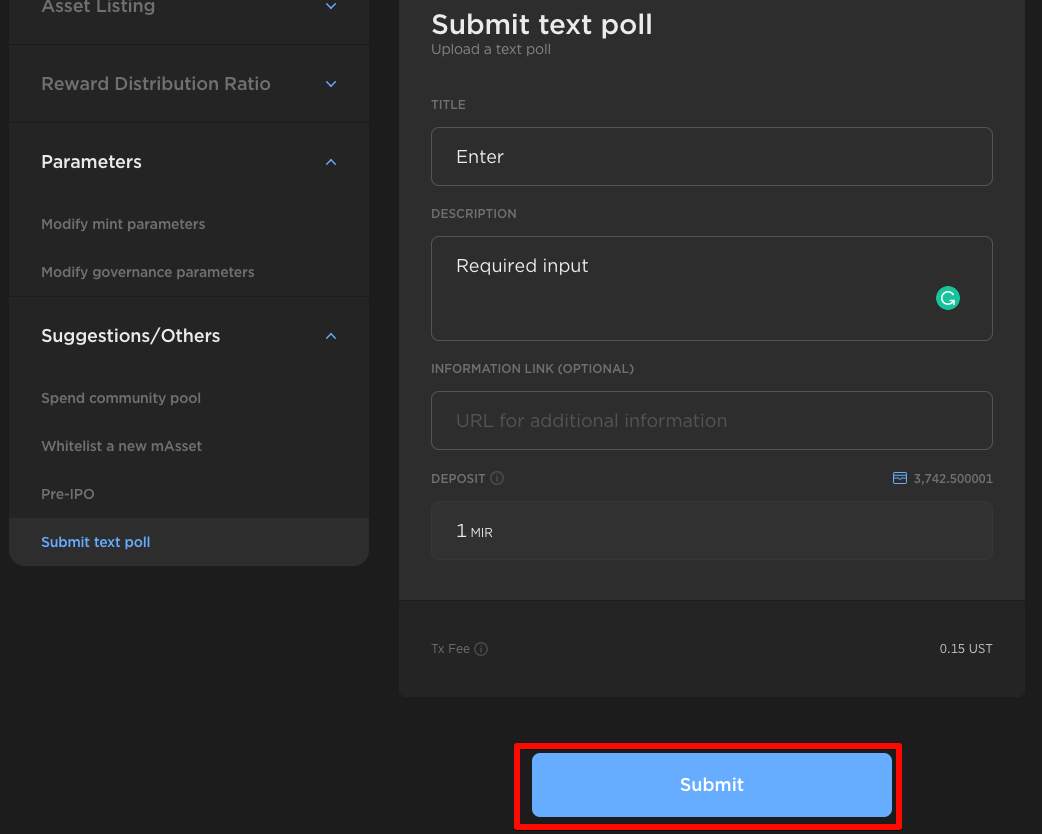 Asset Listing
Reward Distribution Ratio
Parameters
Modify mint parameters
Modify governance parameters
Suggestions/Others
Spend community pool
Whitelist a new mAsset
Pre-IPO
Submit text poll
Submit text poll
Upload a text poll
TITLE
Enter
DESCRIPTION
Required input
INFORMATION LINK (OPTIONAL)
URL for additional information
DEPOSIT 3,742.500001
1 MIR
Tx Fee 0.15 UST
Submit